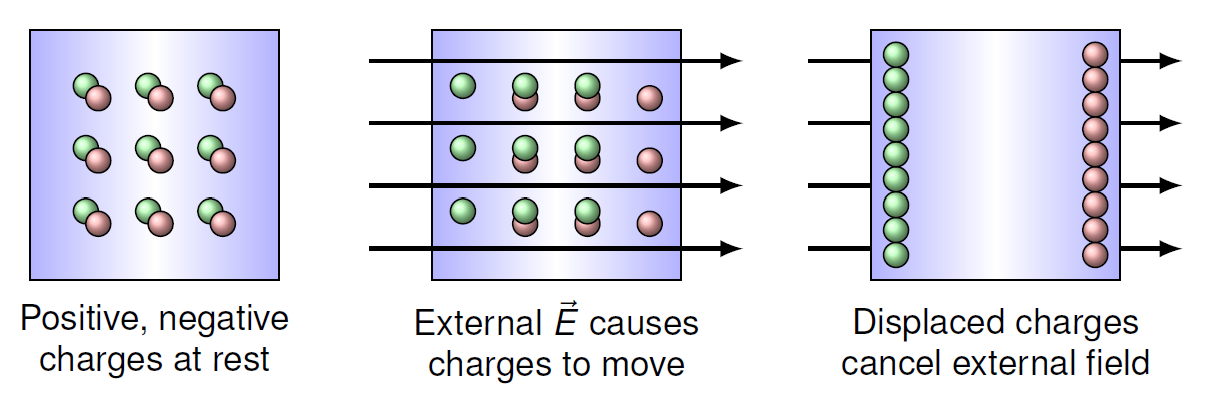 Positive, negative
charges at rest
External $\vec{E}$ causes
charges to move
Displaced charges
cancel external field